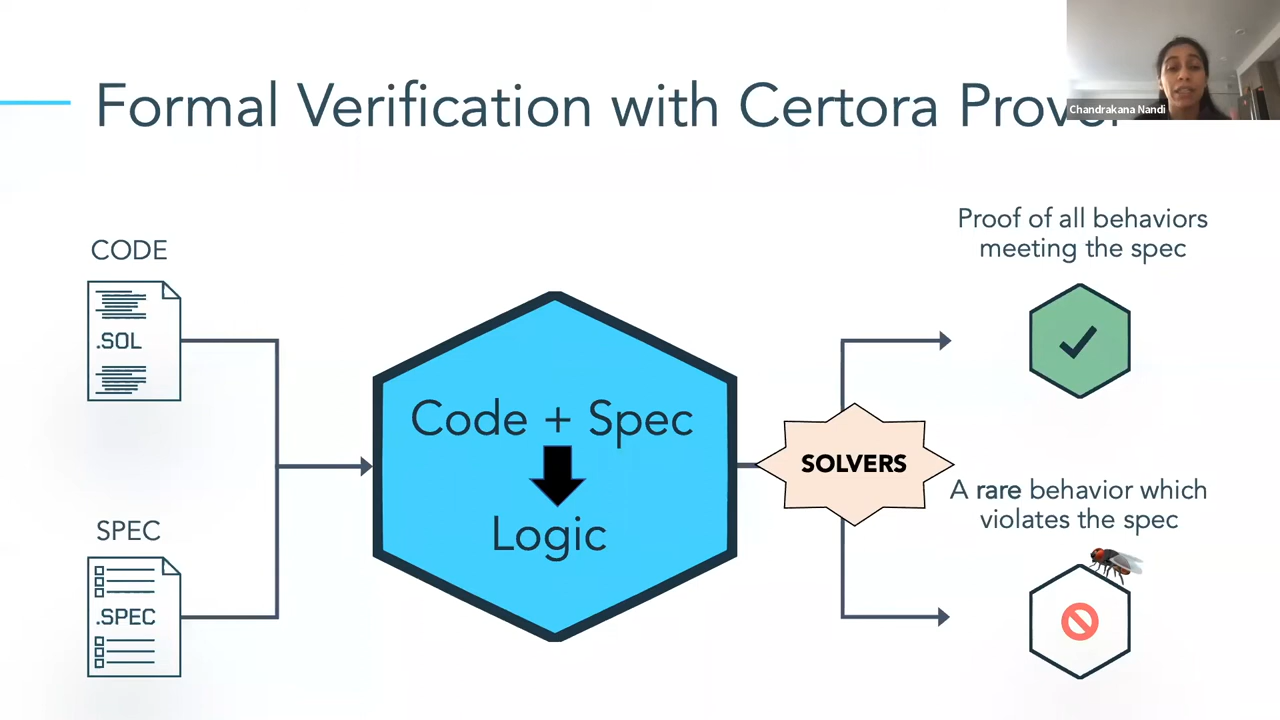 Formal Verification with Certora Prover
Chandrakana Nandi
CODE
.SOL
SPEC
.SPEC
Code + Spec
Logic
SOLVERS
Proof of all behaviors
meeting the spec
A rare behavior which
violates the spec